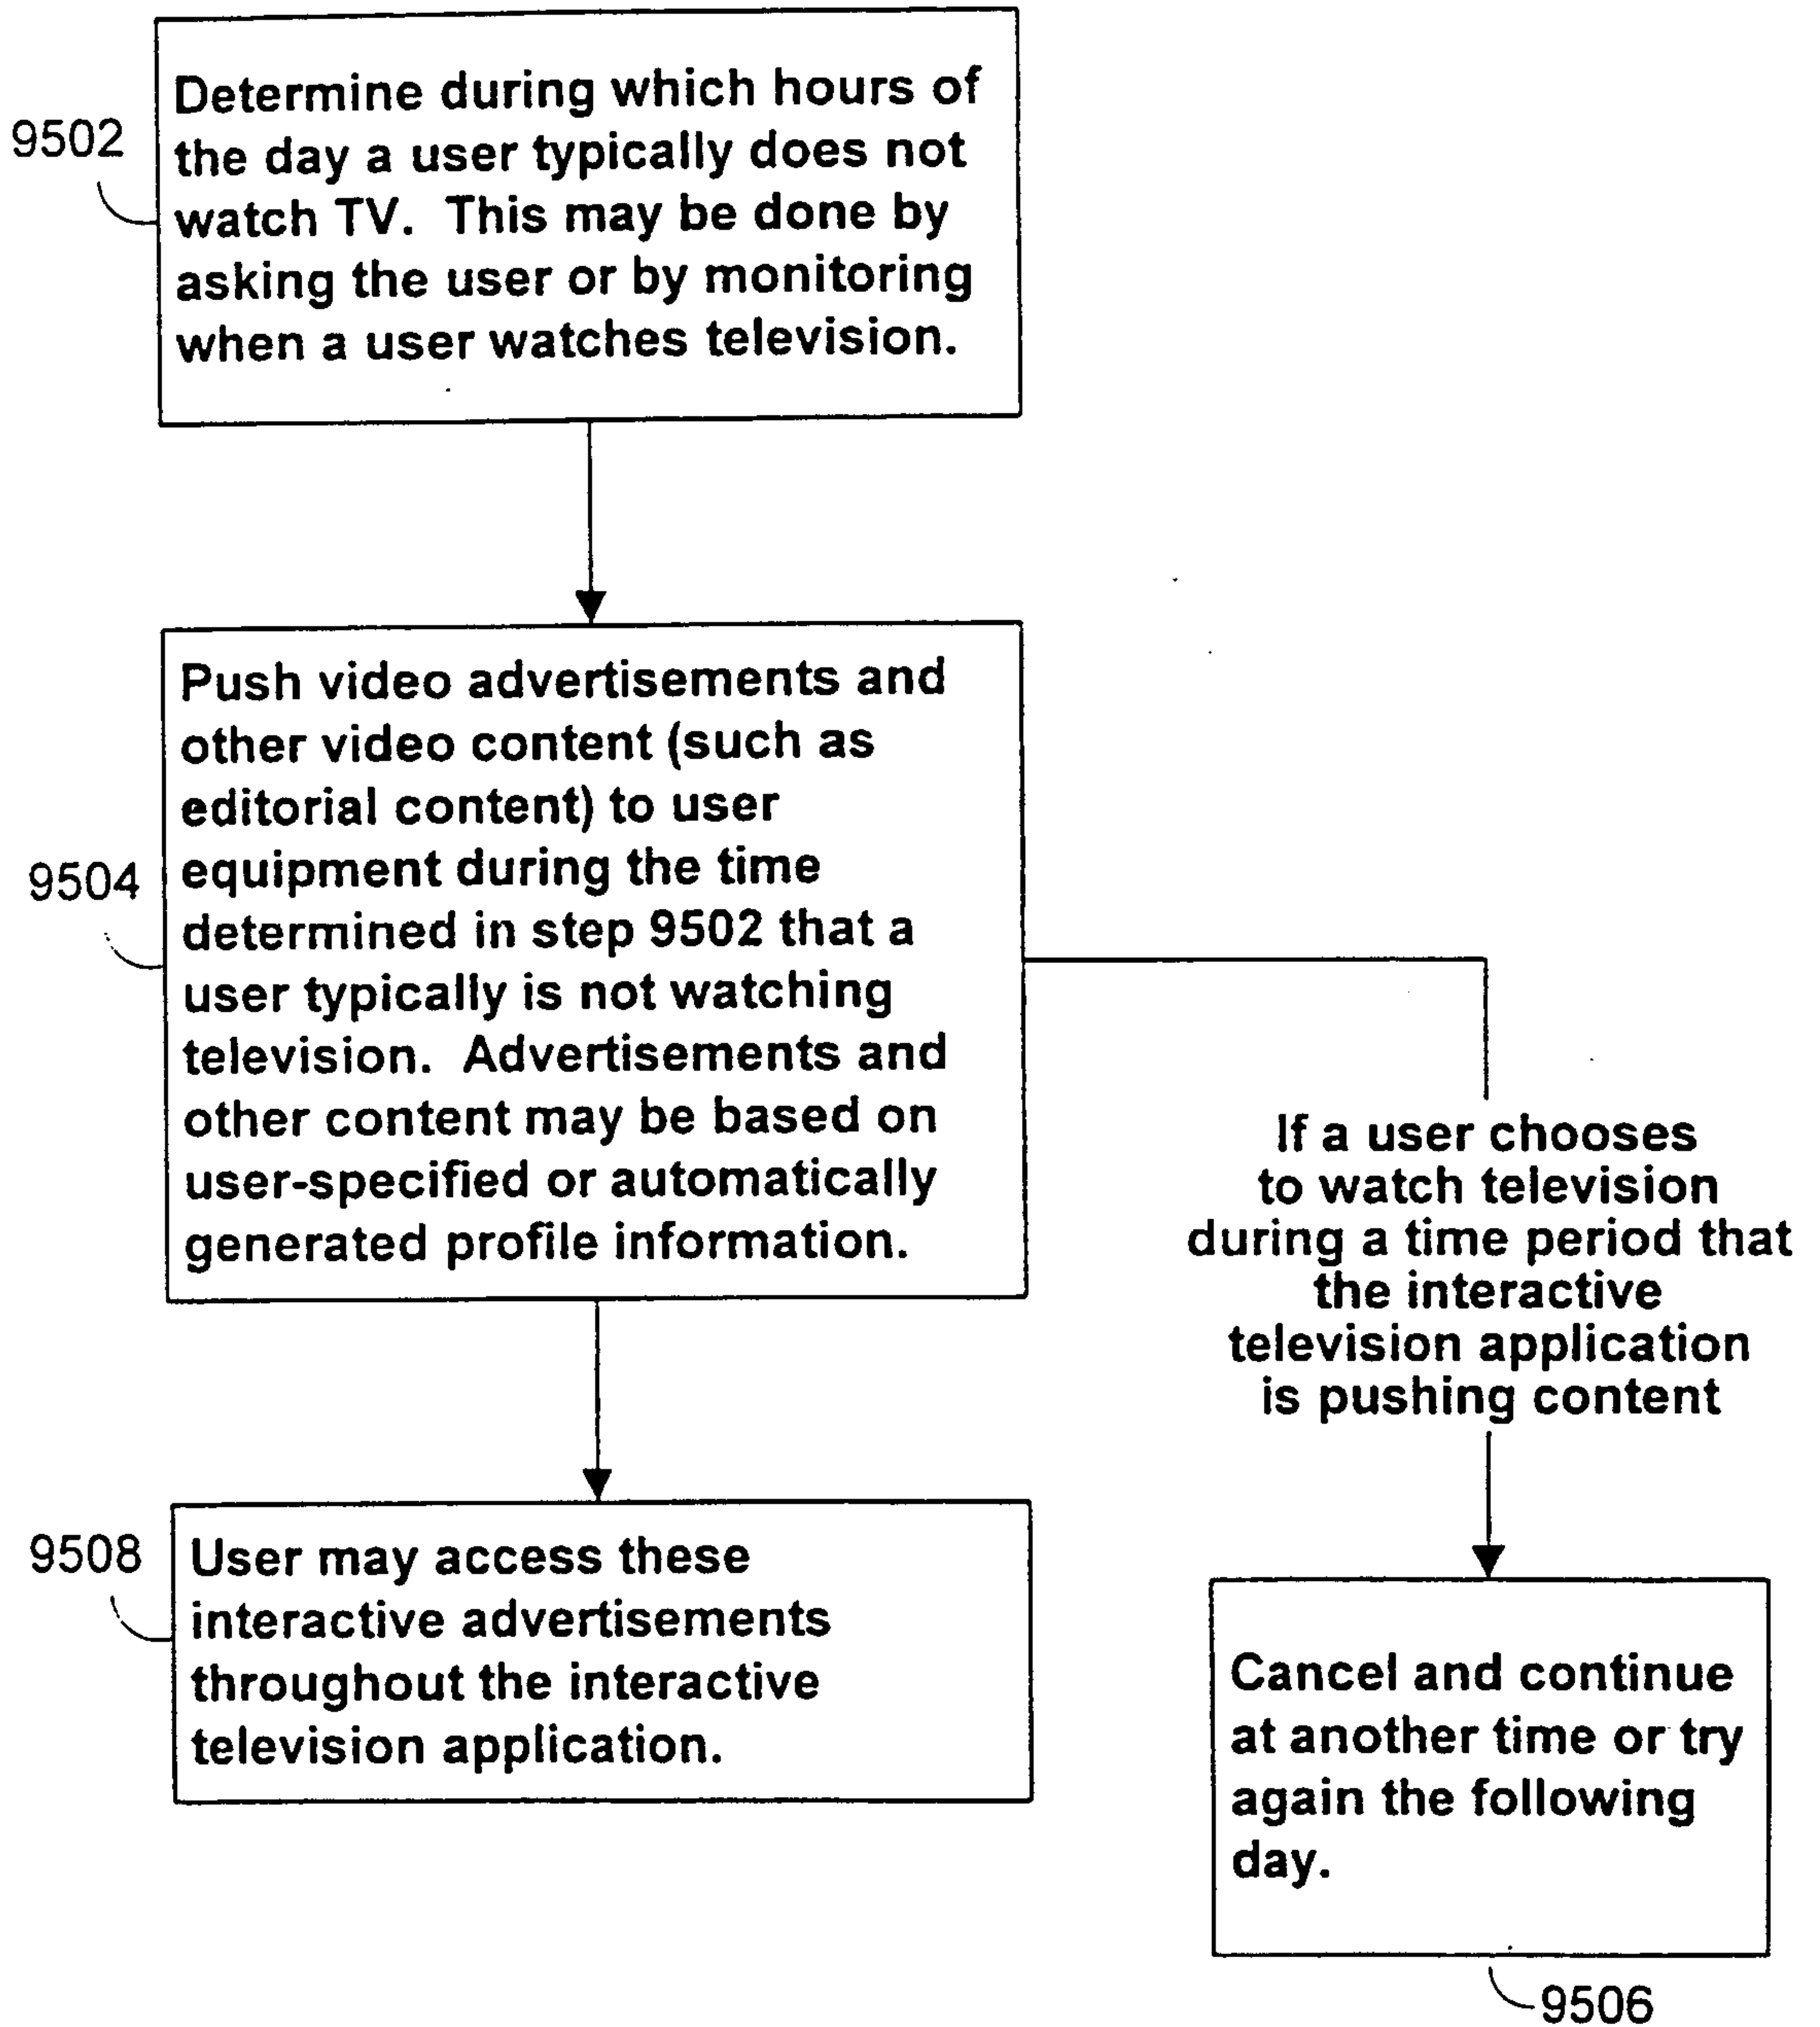 9502
Determine during which hours of
the day a user typically does not
watch TV. This may be done by
asking the user or by monitoring
when a user watches television.
9504
Push video advertisements and
other video content (such as
editorial content) to user
equipment during the time
determined in step 9502 that a
user typically is not watching
television. Advertisements and
other content may be based on
user-specified or automatically
generated profile information.
If a user chooses
to watch television
during a time period that
the interactive
television application
is pushing content
9508
User may access these
interactive advertisements
throughout the interactive
television application.
Cancel and continue
at another time or try
again the following
day.
9506